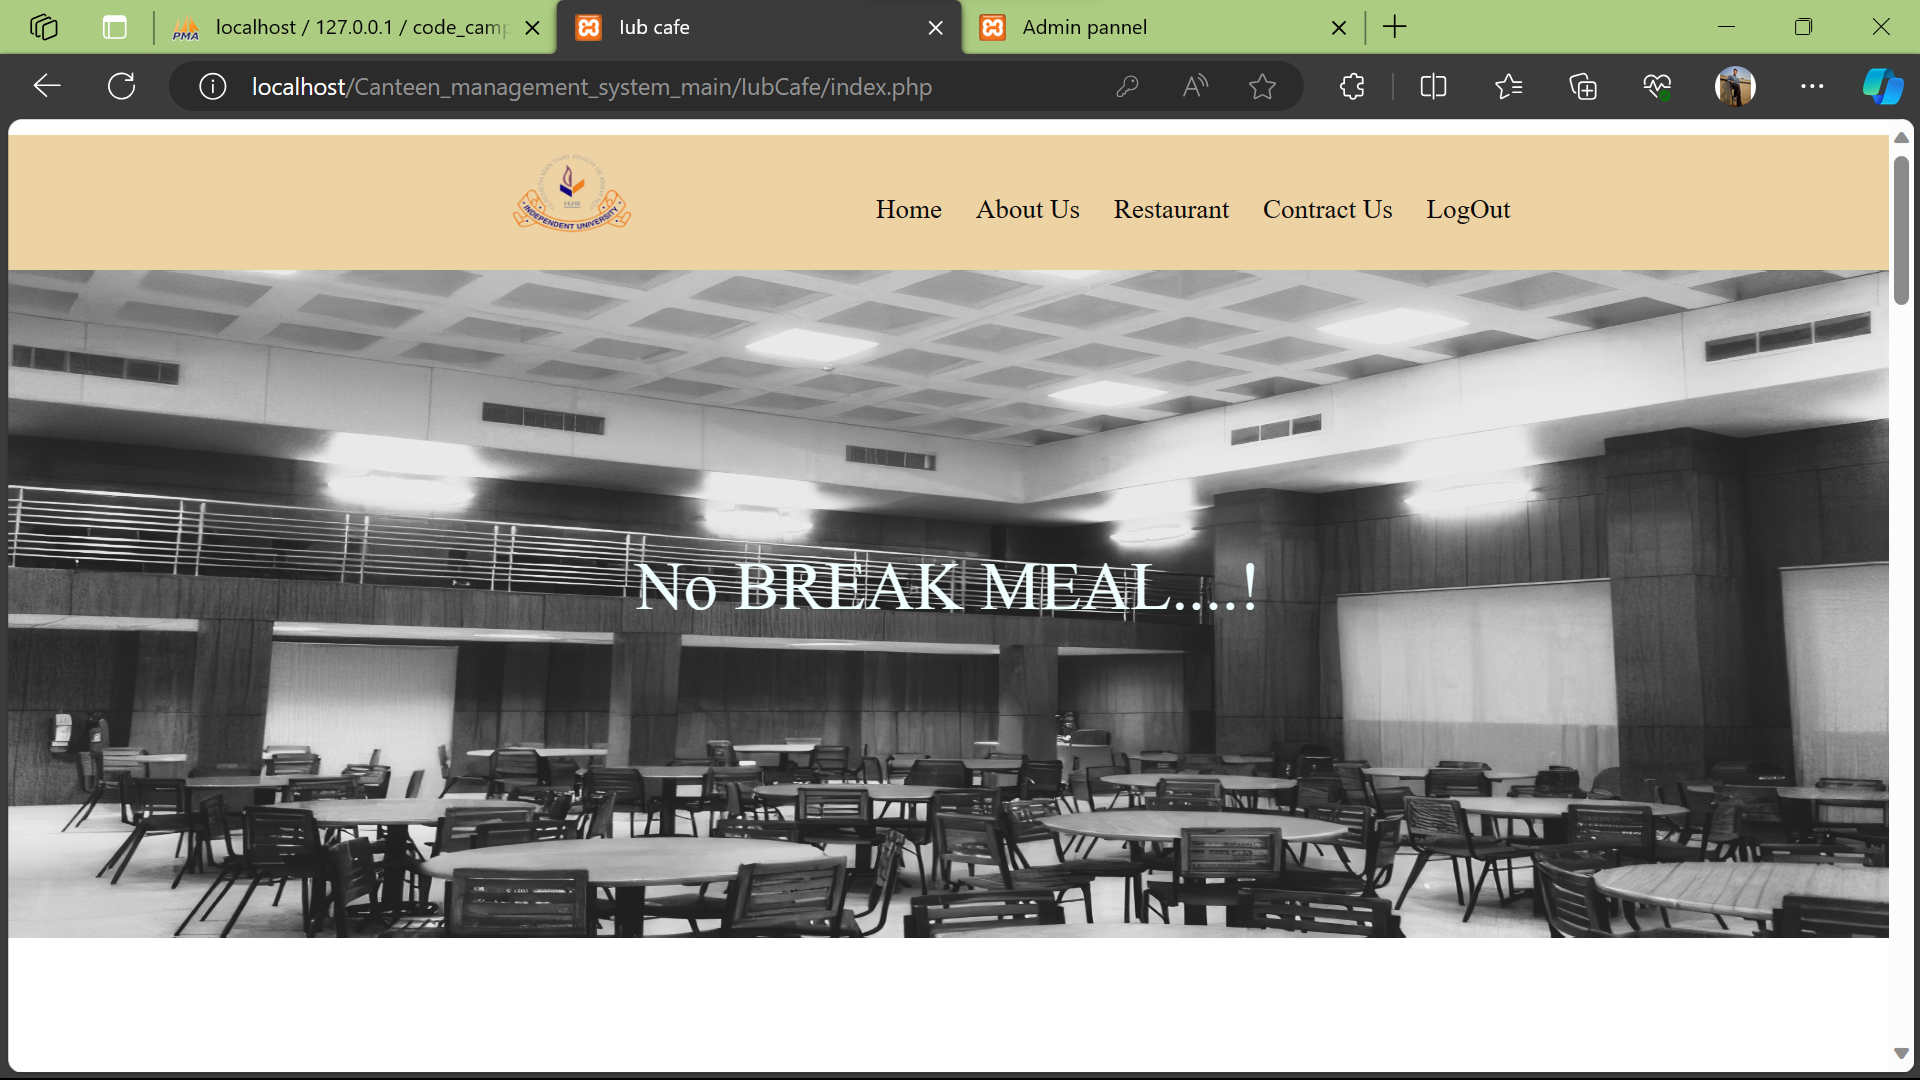 localhost / 127.0.0.1 / code_camp
Iub cafe
Admin pannel
localhost/Canteen_management_system_main/IubCafe/index.php
IUB
INDEPENDENT UNIVERSITY
Home About Us Restaurant Contract Us LogOut
No BREAK MEAL....!